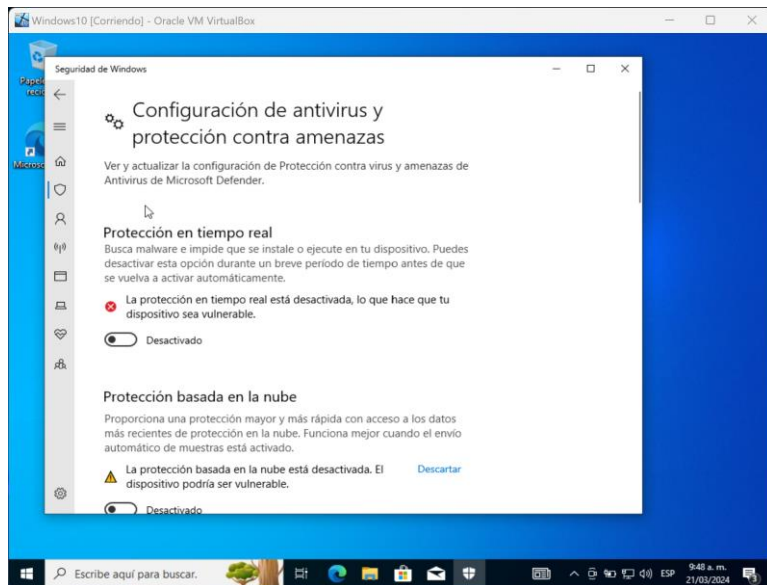 Windows10 [Corriendo] - Oracle VM VirtualBox
Seguridad de Windows
Configuración de antivirus y
protección contra amenazas
Ver y actualizar la configuración de Protección contra virus y amenazas de
Antivirus de Microsoft Defender.
Protección en tiempo real
Busca malware e impide que se instale o ejecute en tu dispositivo. Puedes
desactivar esta opción durante un breve período de tiempo antes de que
se vuelva a activar automáticamente.
La protección en tiempo real está desactivada, lo que hace que tu
dispositivo sea vulnerable.
Desactivado
Protección basada en la nube
Proporciona una protección mayor y más rápida con acceso a los datos
más recientes de protección en la nube. Funciona mejor cuando el envío
automático de muestras está activado.
La protección basada en la nube está desactivada. El Descartar
dispositivo podría ser vulnerable.
Desactivado
Escribe aquí para buscar.
ESP
9:48 a. m.
21/03/2024